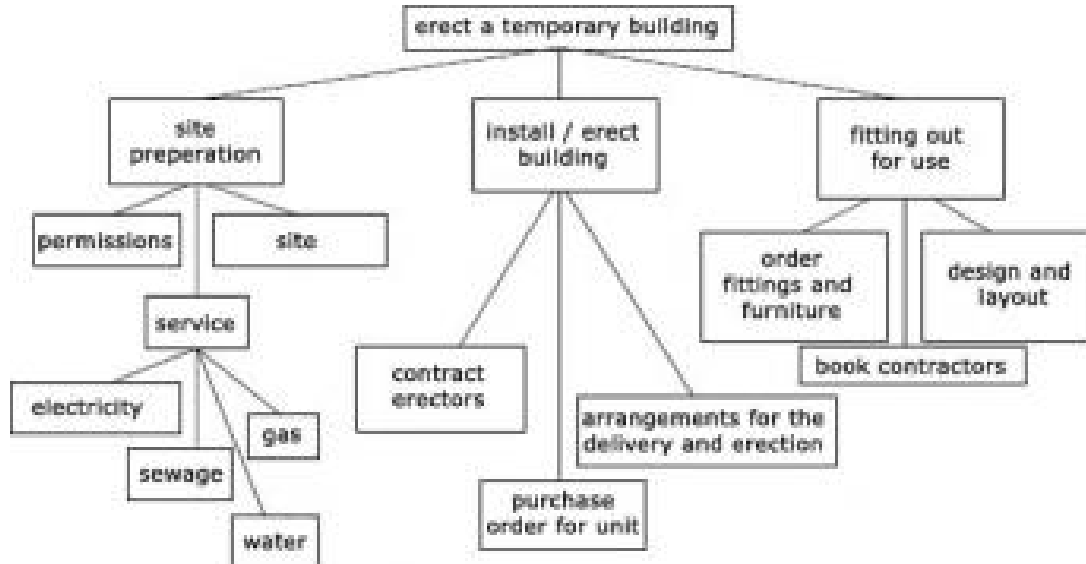 erect a temporary building
site
preperation
install / erect
building
fitting out
for use
permissions
site
order
fittings and
furniture
design and
layout
service
book contractors
contract
erectors
electricity
arrangements for the
delivery and erection
gas
sewage
purchase
order for unit
water